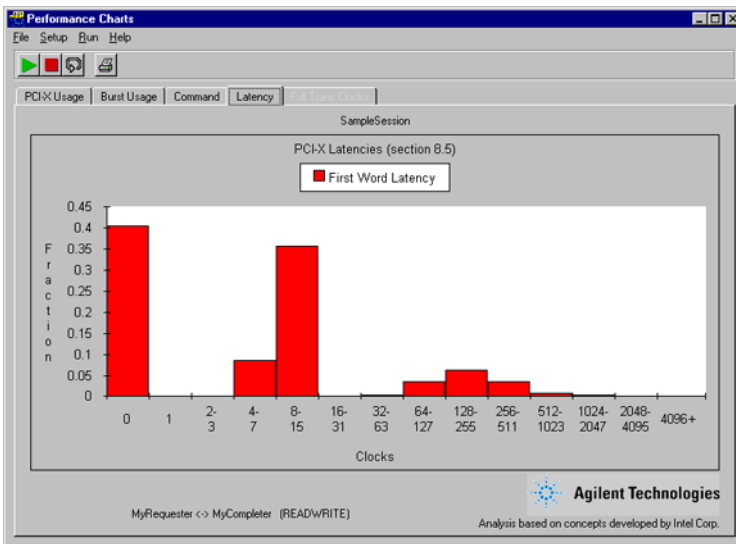 Performance Charts
File Setup Run Help
PCI-X Usage Burst Usage Command Latency Full Trans Clocks
SampleSession
PCI-X Latencies (section 8.5)
First Word Latency
Fraction
0.45
0.4
0.35
0.3
0.25
0.2
0.15
0.1
0.05
0
0 1 2-3 4-7 8-15 16-31 32-63 64-127 128-255 256-511 512-1023 1024-2047 2048-4095 4096+
Clocks
Agilent Technologies
MyRequester <-> MyCompleter (READWRITE)
Analysis based on concepts developed by Intel Corp.